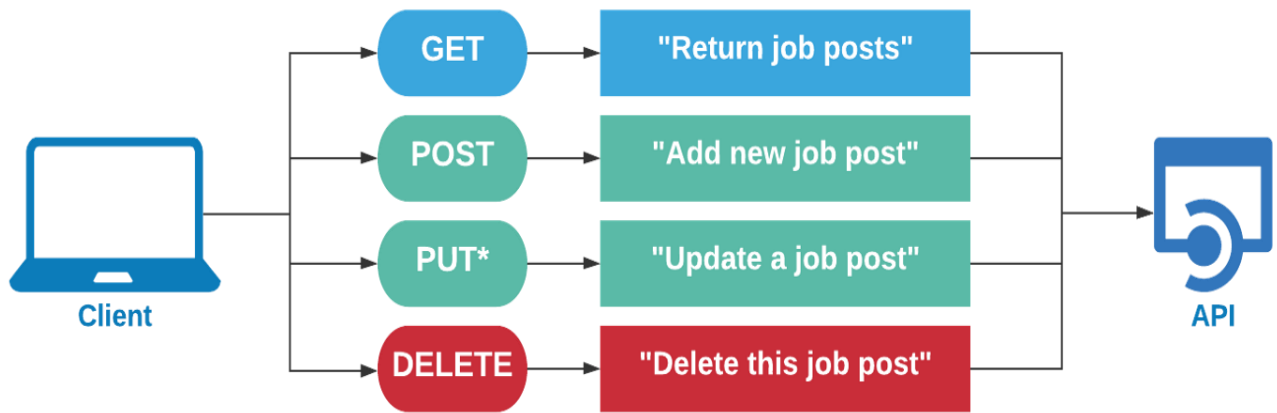 GET
"Return job posts"
POST
"Add new job post"
PUT*
"Update a job post"
DELETE
"Delete this job post"
Client
API